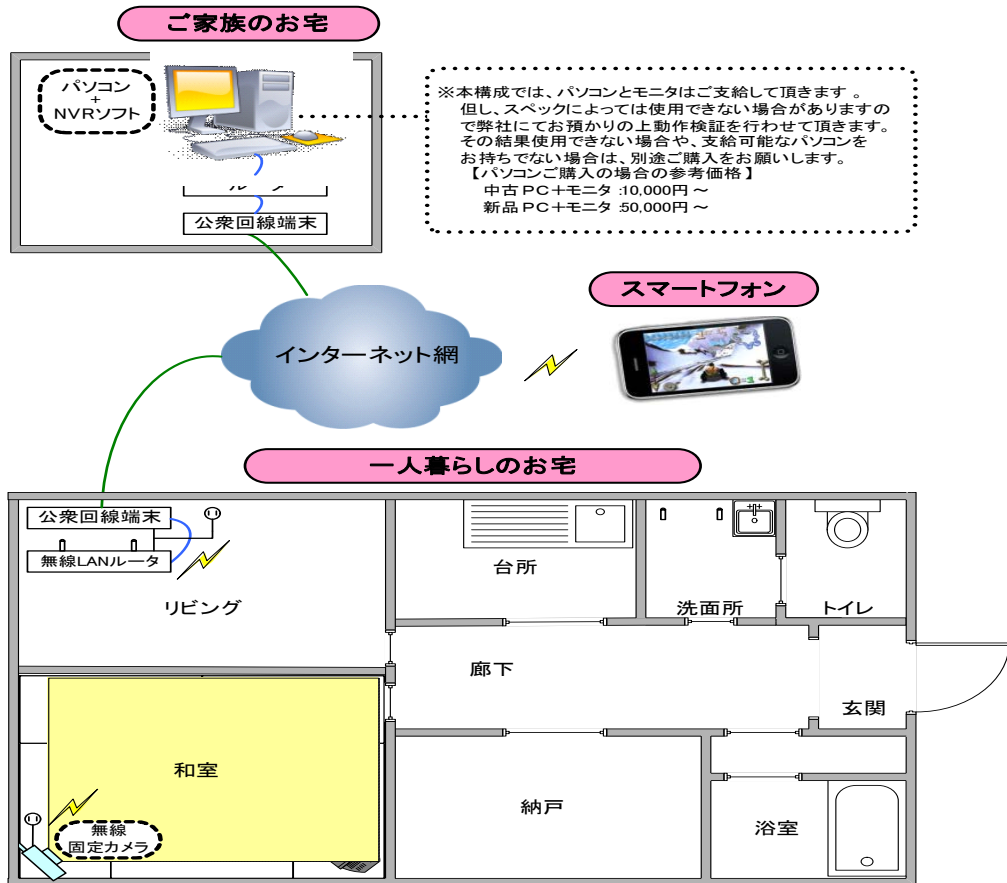 ご家族のお宅
パソコン
+
NVRソフト
※本構成では、パソコンとモニタはご支給して頂きます。
但し、スペックによっては使用できない場合がありますの
で弊社にてお預かりの上動作検証を行わせて頂きます。
その結果使用できない場合や、支給可能なパソコンを
お持ちでない場合は、別途ご購入をお願いします。
【パソコンご購入の場合の参考価格】
中古PC+モニタ:10,000円~
新品PC+モニタ:50,000円~
公衆回線端末
スマートフォン
インターネット網
一人暮らしのお宅
公衆回線端末
無線LANルータ
リビング
台所
洗面所
トイレ
廊下
玄関
和室
納戸
浴室
無線
固定カメラ